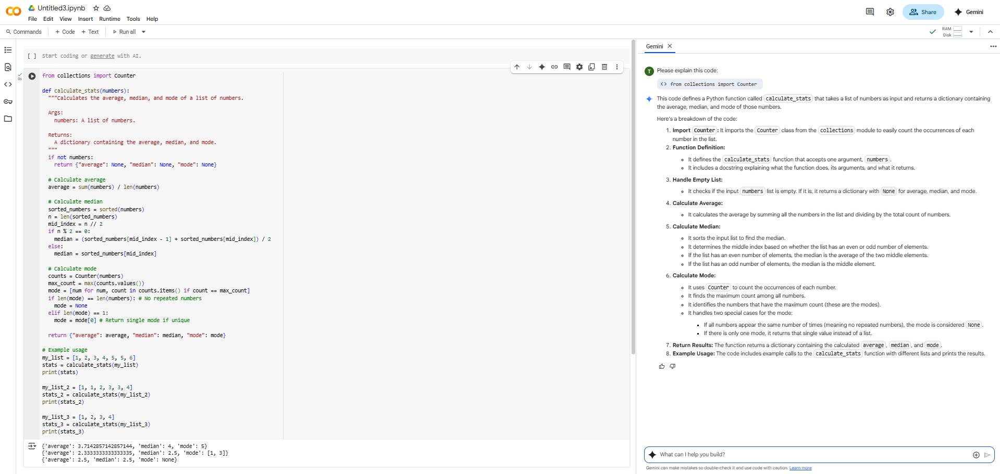 Untitled3.ipynb
File Edit View Insert Runtime Tools Help
Share
Gemini
Commands + Code + Text Run all
RAM
Disk
[ ] Start coding or generate with AI.
0s
from collections import Counter
def calculate_stats(numbers):
"""Calculates the average, median, and mode of a list of numbers.
Args:
numbers: A list of numbers.
Returns:
A dictionary containing the average, median, and mode.
"""
if not numbers:
return {"average": None, "median": None, "mode": None}
# Calculate average
average = sum(numbers) / len(numbers)
# Calculate median
sorted_numbers = sorted(numbers)
n = len(sorted_numbers)
mid_index = n // 2
if n % 2 == 0:
median = (sorted_numbers[mid_index - 1] + sorted_numbers[mid_index]) / 2
else:
median = sorted_numbers[mid_index]
# Calculate mode
counts = Counter(numbers)
max_count = max(counts.values())
mode = [num for num, count in counts.items() if count == max_count]
if len(mode) == len(numbers): # No repeated numbers
mode = None
elif len(mode) == 1:
mode = mode[0] # Return single mode if unique
return {"average": average, "median": median, "mode": mode}
# Example usage
my_list = [1, 2, 3, 4, 5, 5, 6]
stats = calculate_stats(my_list)
print(stats)
my_list_2 = [1, 1, 2, 3, 3, 4]
stats_2 = calculate_stats(my_list_2)
print(stats_2)
my_list_3 = [1, 2, 3, 4]
stats_3 = calculate_stats(my_list_3)
print(stats_3)
{'average': 3.7142857142857144, 'median': 4, 'mode': 5}
{'average': 2.3333333333333335, 'median': 2.5, 'mode': [1, 3]}
{'average': 2.5, 'median': 2.5, 'mode': None}
Gemini
T Please explain this code:
<> from collections import Counter
This code defines a Python function called calculate_stats that takes a list of numbers as input and returns a dictionary containing
the average, median, and mode of those numbers.
Here's a breakdown of the code:
1. Import Counter: It imports the Counter class from the collections module to easily count the occurrences of each
number in the list.
2. Function Definition:
It defines the calculate_stats function that accepts one argument, numbers.
It includes a docstring explaining what the function does, its arguments, and what it returns.
3. Handle Empty List:
It checks if the input numbers list is empty. If it is, it returns a dictionary with None for average, median, and mode.
4. Calculate Average:
It calculates the average by summing all the numbers in the list and dividing by the total count of numbers.
5. Calculate Median:
It sorts the input list to find the median.
It determines the middle index based on whether the list has an even or odd number of elements.
If the list has an even number of elements, the median is the average of the two middle elements.
If the list has an odd number of elements, the median is the middle element.
6. Calculate Mode:
It uses Counter to count the occurrences of each number.
It finds the maximum count among all numbers.
It identifies the numbers that have the maximum count (these are the modes).
It handles two special cases for the mode:
If all numbers appear the same number of times (meaning no repeated numbers), the mode is considered None.
If there is only one mode, it returns that single value instead of a list.
7. Return Results: The function returns a dictionary containing the calculated average, median, and mode.
8. Example Usage: The code includes example calls to the calculate_stats function with different lists and prints the results.
What can I help you build?
Gemini can make mistakes so double-check it and use code with caution. Learn more